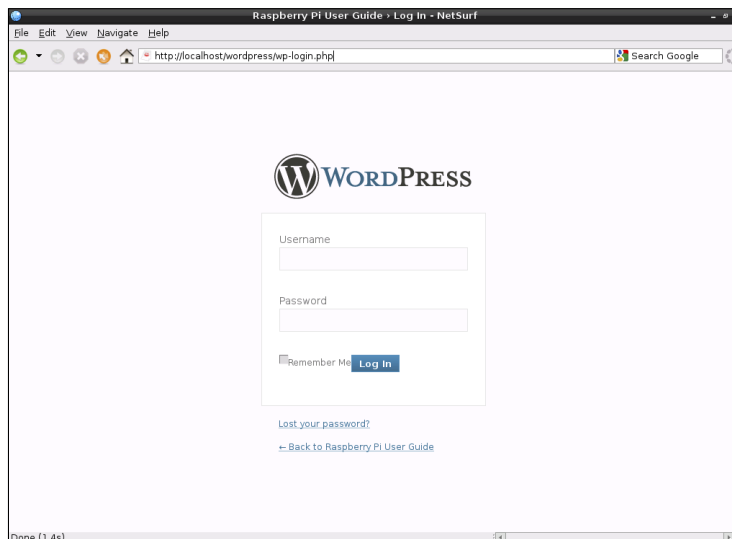 Raspberry Pi User Guide › Log In - NetSurf
File Edit View Navigate Help
http://localhost/wordpress/wp-login.php Search Google
WORDPRESS
Username
Password
Remember Me Log In
Lost your password?
← Back to Raspberry Pi User Guide
Done (1.4s)